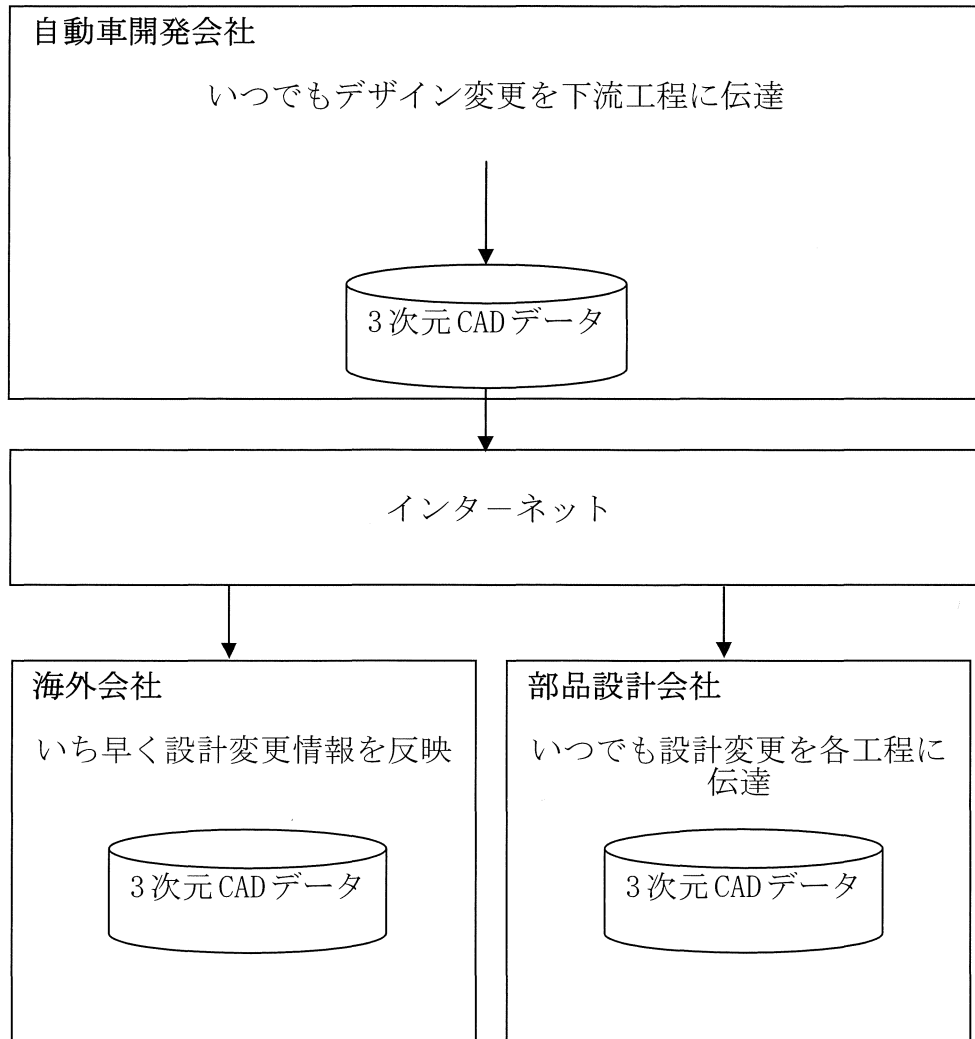 自動車開発会社
いつでもデザイン変更を下流工程に伝達
3次元CADデータ
インターネット
海外会社
いち早く設計変更情報を反映
3次元CADデータ
部品設計会社
いつでも設計変更を各工程に
伝達
3次元CADデータ